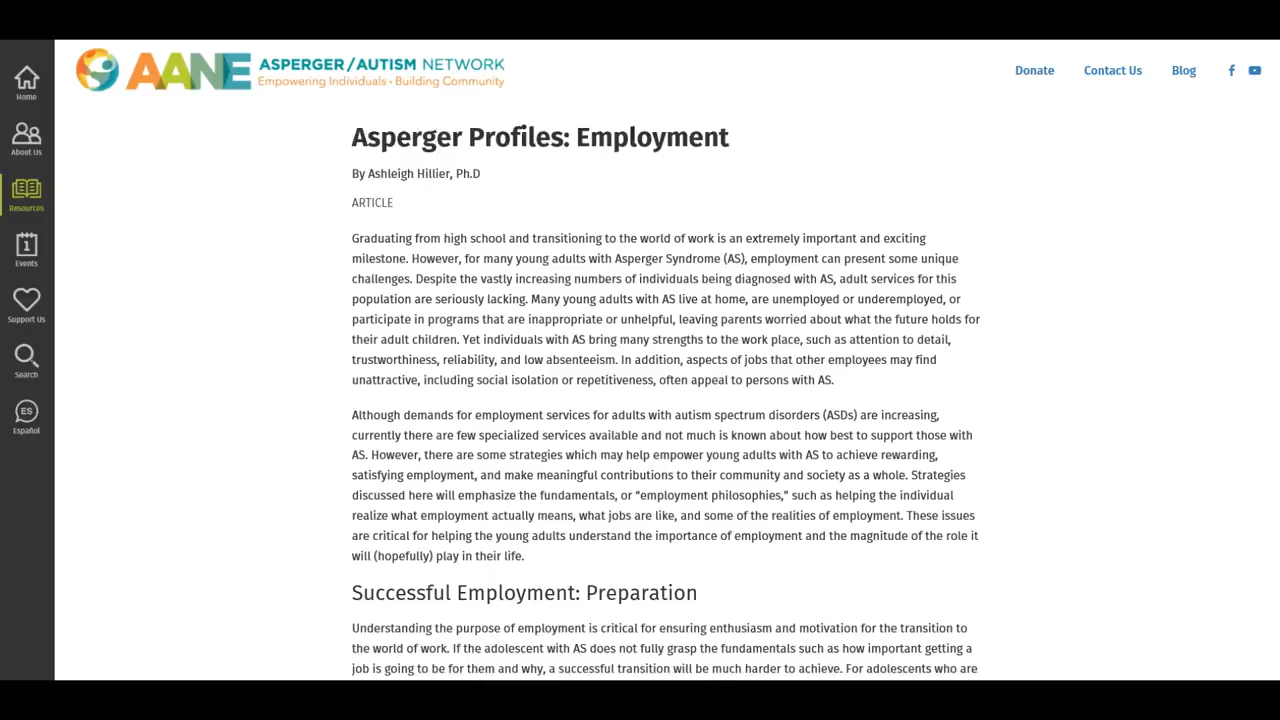 Home
About Us
Resources
1
Events
Support Us
Search
ES
Español
AANE
ASPERGER/AUTISM NETWORK
Empowering Individuals • Building Community
Donate
Contact Us
Blog
Asperger Profiles: Employment
By Ashleigh Hillier, Ph.D
ARTICLE
Graduating from high school and transitioning to the world of work is an extremely important and exciting
milestone. However, for many young adults with Asperger Syndrome (AS), employment can present some unique
challenges. Despite the vastly increasing numbers of individuals being diagnosed with AS, adult services for this
population are seriously lacking. Many young adults with AS live at home, are unemployed or underemployed, or
participate in programs that are inappropriate or unhelpful, leaving parents worried about what the future holds for
their adult children. Yet individuals with AS bring many strengths to the work place, such as attention to detail,
trustworthiness, reliability, and low absenteeism. In addition, aspects of jobs that other employees may find
unattractive, including social isolation or repetitiveness, often appeal to persons with AS.
Although demands for employment services for adults with autism spectrum disorders (ASDs) are increasing,
currently there are few specialized services available and not much is known about how best to support those with
AS. However, there are some strategies which may help empower young adults with AS to achieve rewarding,
satisfying employment, and make meaningful contributions to their community and society as a whole. Strategies
discussed here will emphasize the fundamentals, or “employment philosophies,” such as helping the individual
realize what employment actually means, what jobs are like, and some of the realities of employment. These issues
are critical for helping the young adults understand the importance of employment and the magnitude of the role it
will (hopefully) play in their life.
Successful Employment: Preparation
Understanding the purpose of employment is critical for ensuring enthusiasm and motivation for the transition to
the world of work. If the adolescent with AS does not fully grasp the fundamentals such as how important getting a
job is going to be for them and why, a successful transition will be much harder to achieve. For adolescents who are